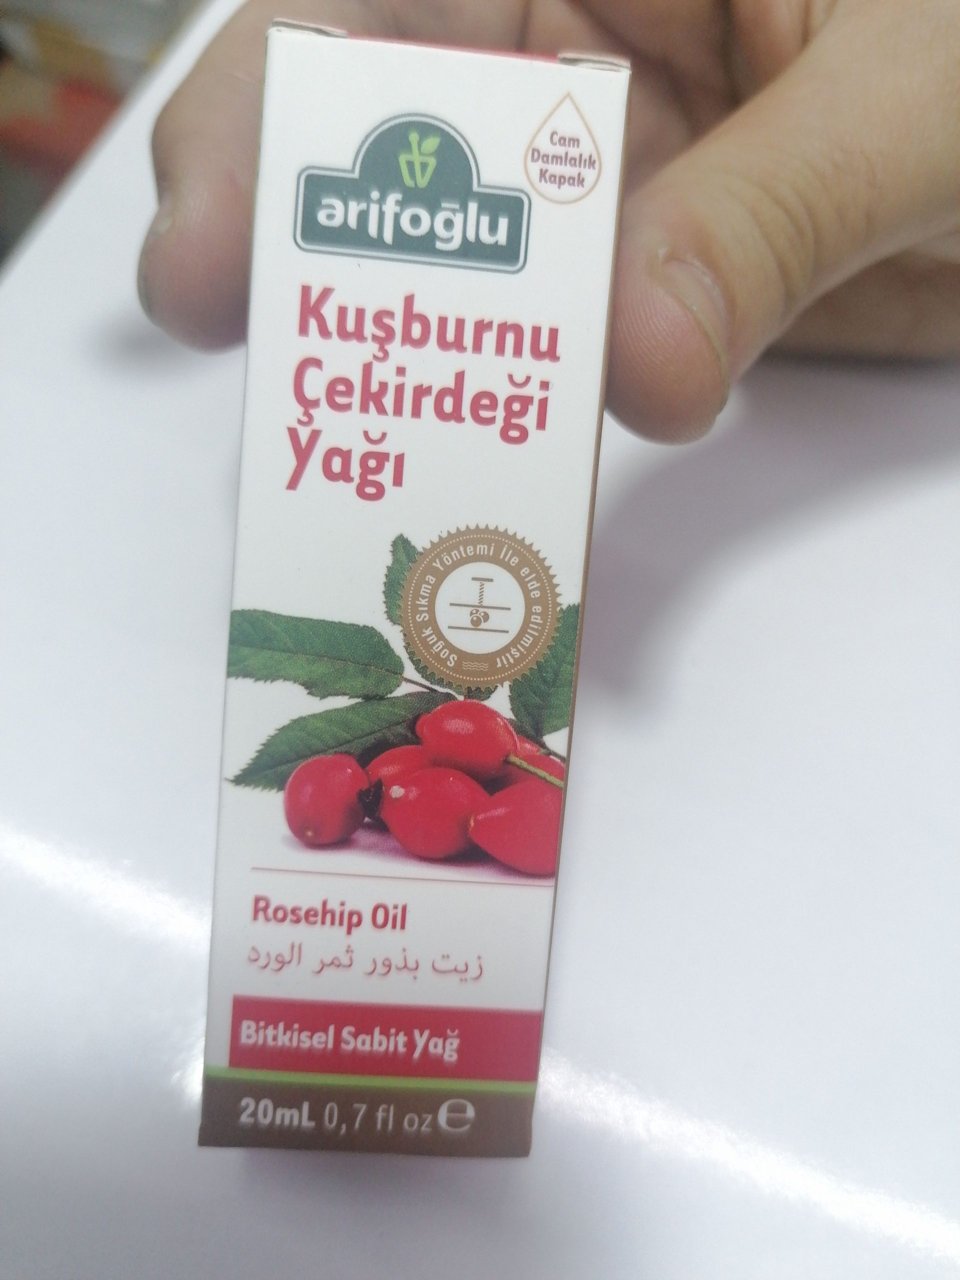 Cam
Damlalık
Kapak
arifoğlu
Kuşburnu
Çekirdeği
Yağı
Soğuk Sıkma Yöntemi İle elde edilmiştir
Rosehip Oil
زيت بذور ثمر الورد
Bitkisel Sabit Yağ
20mL 0,7 fl oz ℮